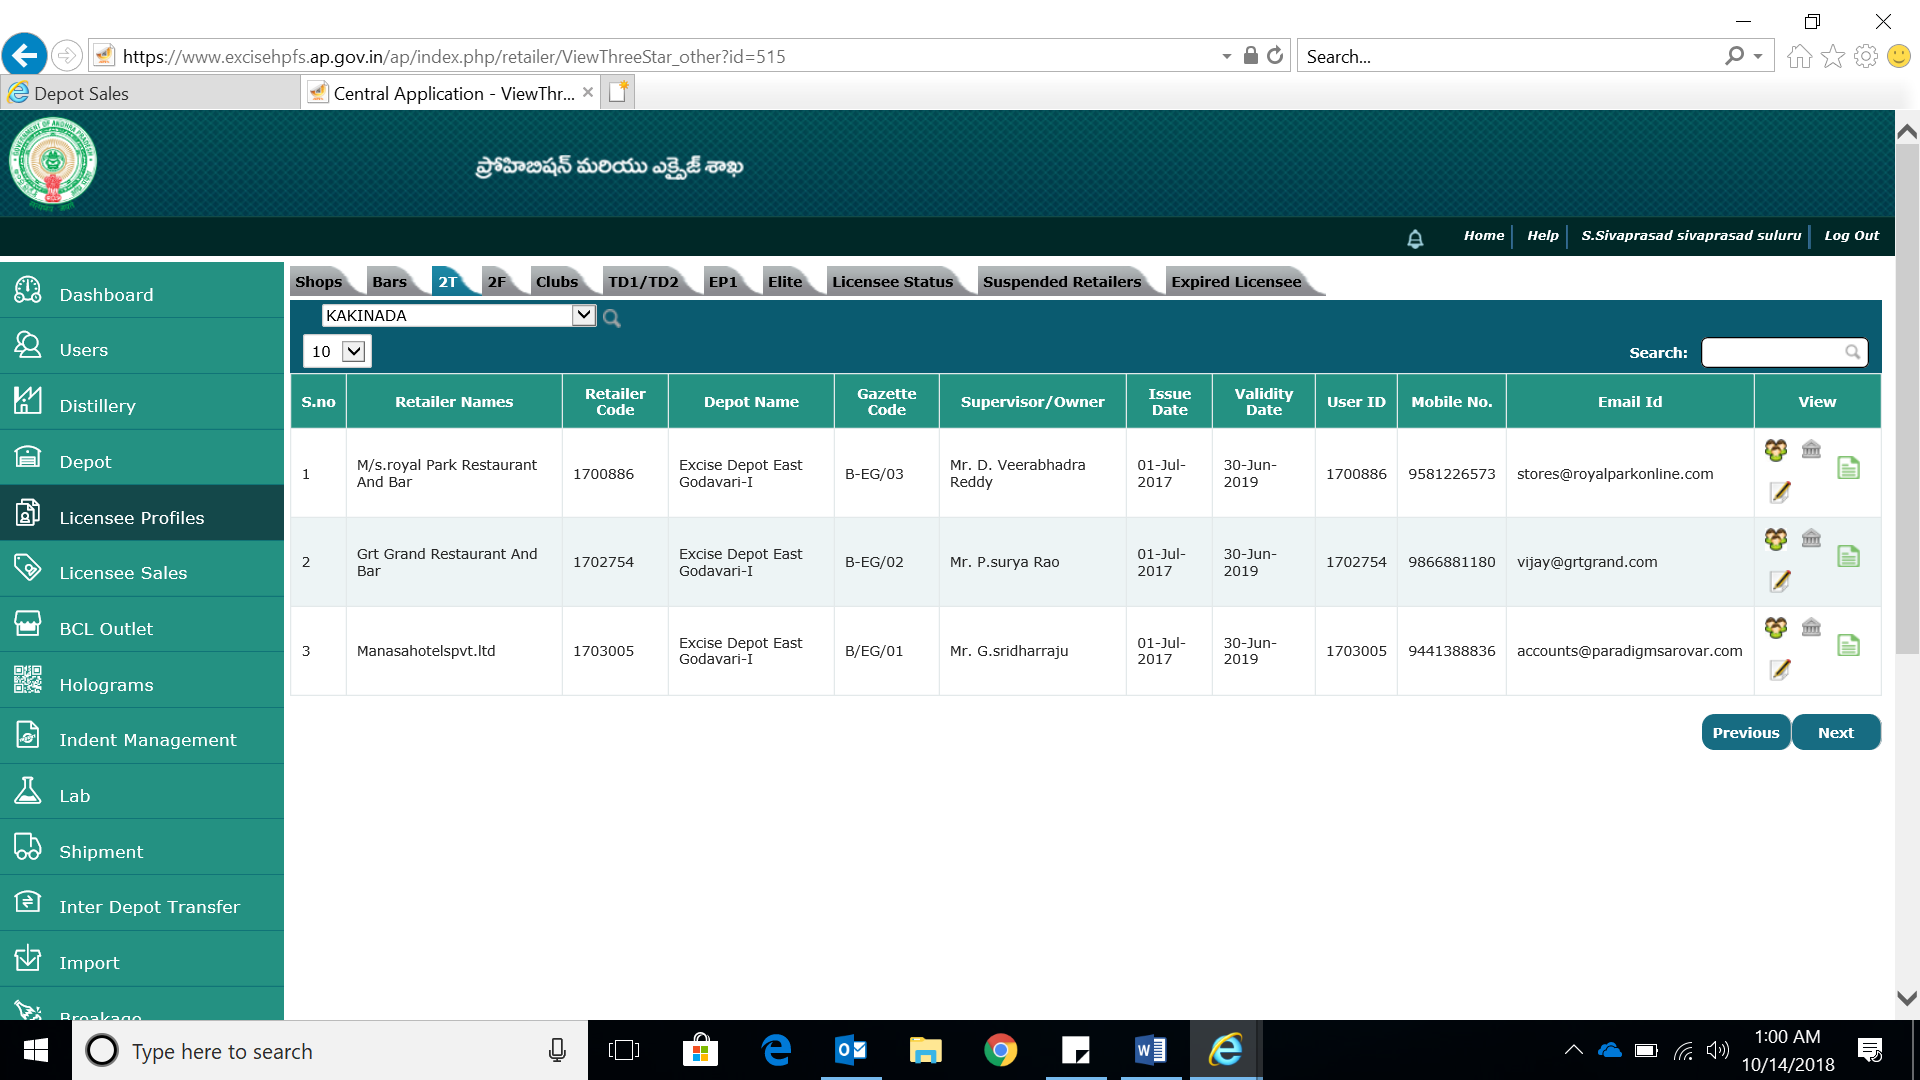 https://www.excisehpfs.ap.gov.in/ap/index.php/retailer/ViewThreeStar_other?id=515
Search...
Depot Sales
Central Application - ViewThr...
ప్రోహిబిషన్ మరియు ఎక్సైజ్ శాఖ
Home Help S.Sivaprasad sivaprasad suluru Log Out
Dashboard
Users
Distillery
Depot
Licensee Profiles
Licensee Sales
BCL Outlet
Holograms
Indent Management
Lab
Shipment
Inter Depot Transfer
Import
Breakage
Shops Bars 2T 2F Clubs TD1/TD2 EP1 Elite Licensee Status Suspended Retailers Expired Licensee
KAKINADA
10
Search:
S.no Retailer Names Retailer Code Depot Name Gazette Code Supervisor/Owner Issue Date Validity Date User ID Mobile No. Email Id View
1 M/s.royal Park Restaurant And Bar 1700886 Excise Depot East Godavari-I B-EG/03 Mr. D. Veerabhadra Reddy 01-Jul-2017 30-Jun-2019 1700886 9581226573 stores@royalparkonline.com
2 Grt Grand Restaurant And Bar 1702754 Excise Depot East Godavari-I B-EG/02 Mr. P.surya Rao 01-Jul-2017 30-Jun-2019 1702754 9866881180 vijay@grtgrand.com
3 Manasahotelspvt.ltd 1703005 Excise Depot East Godavari-I B/EG/01 Mr. G.sridharraju 01-Jul-2017 30-Jun-2019 1703005 9441388836 accounts@paradigmsarovar.com
Previous Next
Type here to search
1:00 AM
10/14/2018